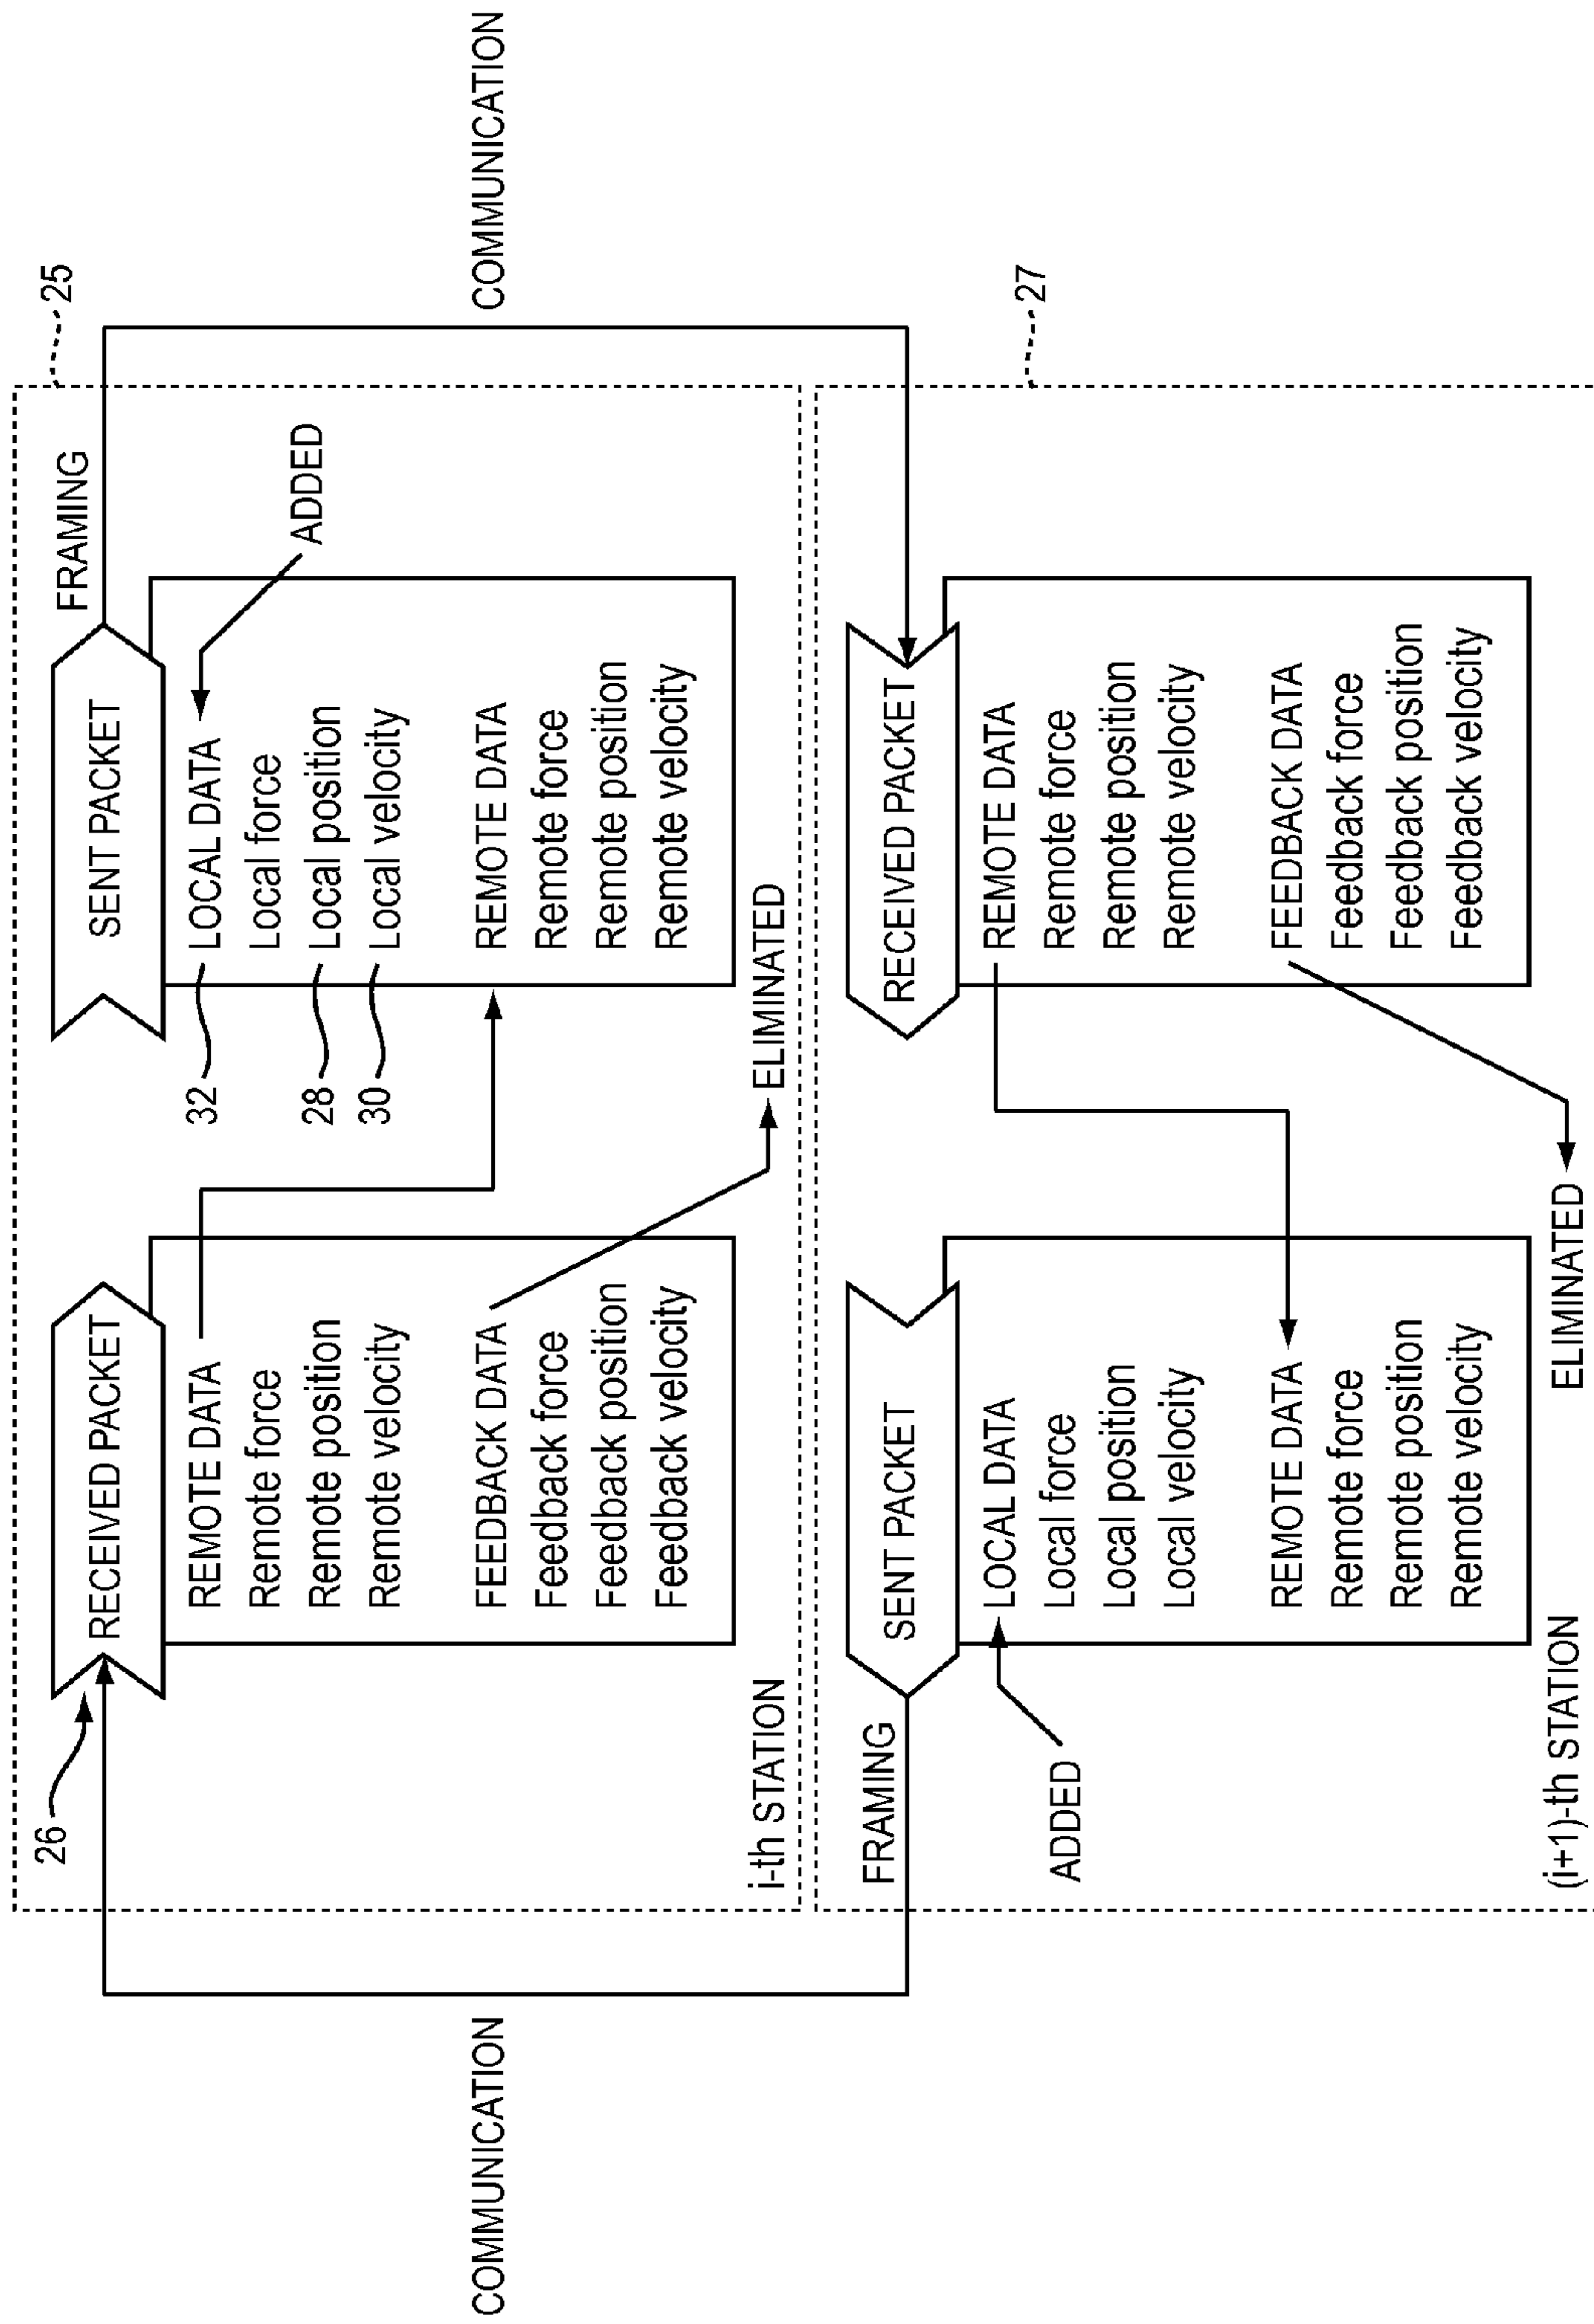 COMMUNICATION
26
RECEIVED PACKET
REMOTE DATA
Remote force
Remote position
Remote velocity
FEEDBACK DATA
Feedback force
Feedback position
Feedback velocity
i-th STATION
ELIMINATED
FRAMING
25
SENT PACKET
32
LOCAL DATA
ADDED
Local force
28
Local position
30
Local velocity
REMOTE DATA
Remote force
Remote position
Remote velocity
COMMUNICATION
FRAMING
SENT PACKET
ADDED
LOCAL DATA
Local force
Local position
Local velocity
REMOTE DATA
Remote force
Remote position
Remote velocity
(i+1)-th STATION
ELIMINATED
27
RECEIVED PACKET
REMOTE DATA
Remote force
Remote position
Remote velocity
FEEDBACK DATA
Feedback force
Feedback position
Feedback velocity